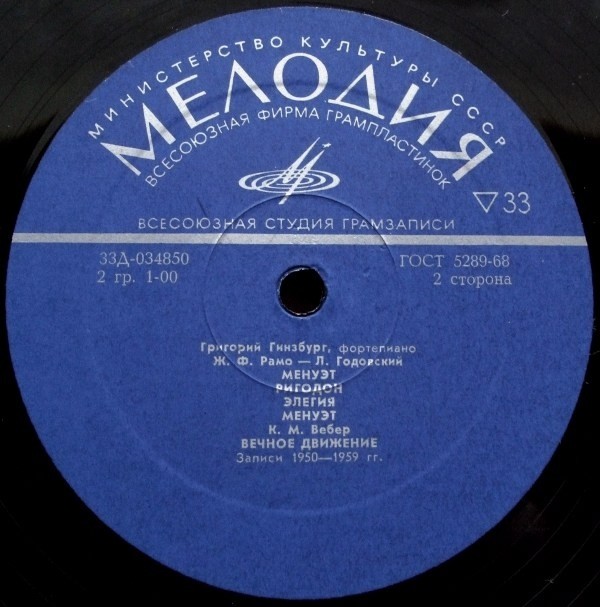 МИНИСТЕРСТВО КУЛЬТУРЫ СССР
МЕЛОДИЯ
ВСЕСОЮЗНАЯ ФИРМА ГРАМПЛАСТИНОК
▽33
ВСЕСОЮЗНАЯ СТУДИЯ ГРАМЗАПИСИ
33Д-034850
2 гр. 1-00
ГОСТ 5289-68
2 сторона
Григорий Гинзбург, фортепиано
Ж. Ф. Рамо — Л. Годовский
МЕНУЭТ
РИГОДОН
ЭЛЕГИЯ
МЕНУЭТ
К. М. Вебер
ВЕЧНОЕ ДВИЖЕНИЕ
Записи 1950—1959 гг.